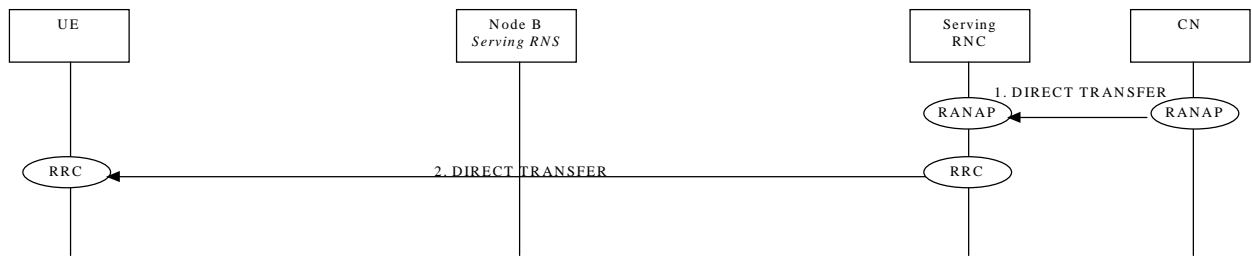 UE
Node B
Serving RNS
Serving
RNC
CN
1. DIRECT TRANSFER
RANAP
RANAP
RRC
2. DIRECT TRANSFER
RRC